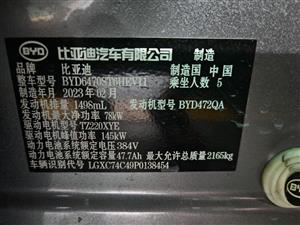 BYD 比亚迪汽车有限公司 制造
品牌 比亚迪 制造国 中国
整车型号 BYD6470ST6HEV11 乘坐人数 5
制造年月 2023年02月
发动机排量 1498mL 发动机型号 BYD472QA
发动机最大净功率 78kW
驱动电机型号 TZ220XYE
驱动电机峰值功率 145kW
动力电池系统额定电压 384V
动力电池系统额定容量 47.7Ah 最大允许总质量 2165kg
车辆识别代号 LGXC74C49P0138454
BYD